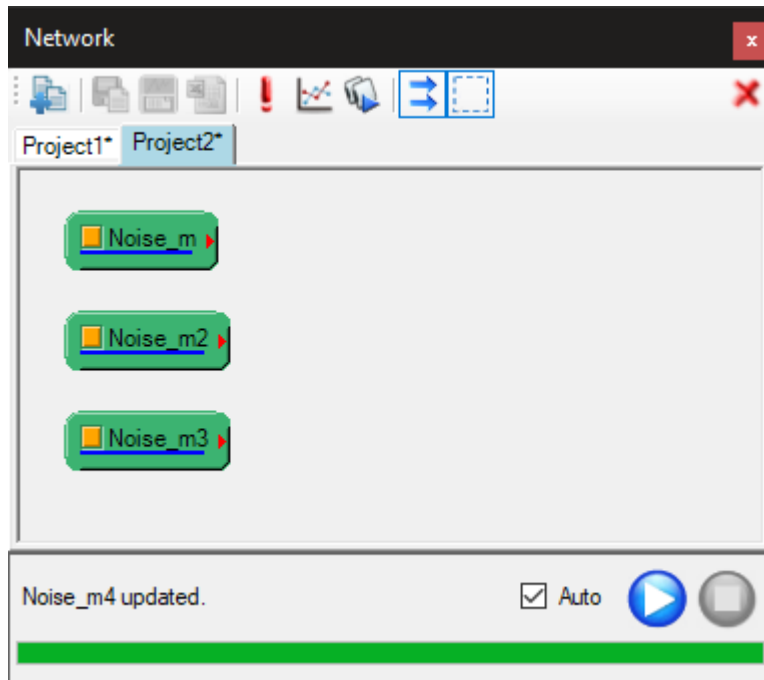 Network
x
Project1* Project2*
Noise_m
Noise_m2
Noise_m3
Noise_m4 updated.
Auto